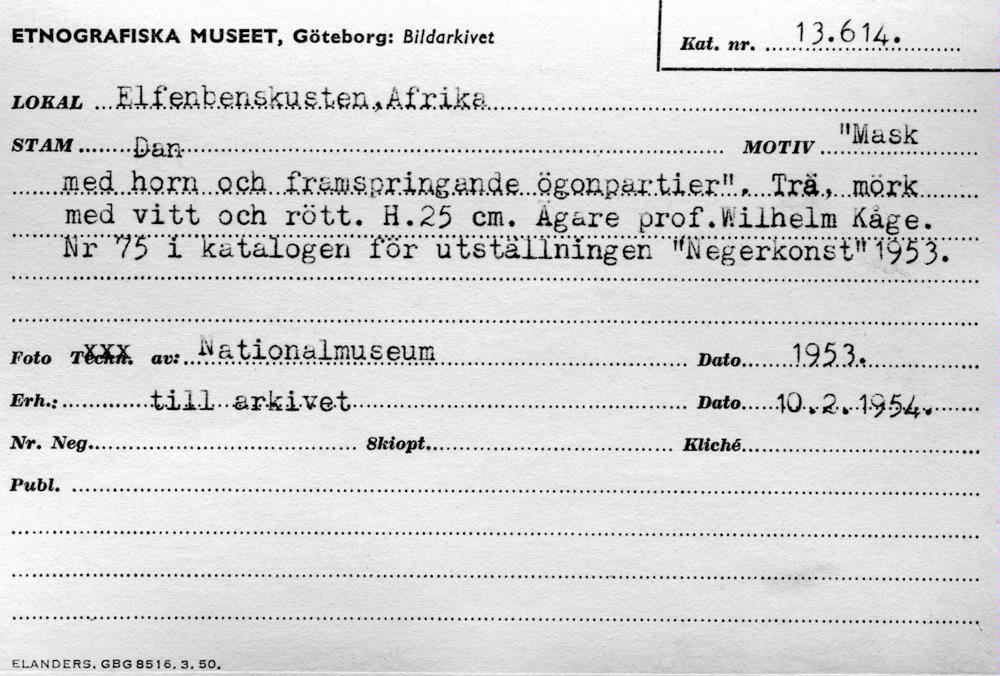 ETNOGRAFISKA MUSEET, Göteborg: Bildarkivet
Kat. nr. 13.614.
LOKAL Elfenbenskusten, Afrika
STAM Dan MOTIV "Mask
med horn och framspringande ögonpartier". Trä, mörk
med vitt och rött. H.25 cm. Ägare prof.Wilhelm Kåge.
Nr 75 i katalogen för utställningen "Negerkonst" 1953.
Foto Teckn. av: Nationalmuseum Dato 1953.
Erh.: till arkivet Dato 10.2.1954.
Nr. Neg. Skiopt. Kliché
Publ.
ELANDERS, GBG 8516. 3. 50.